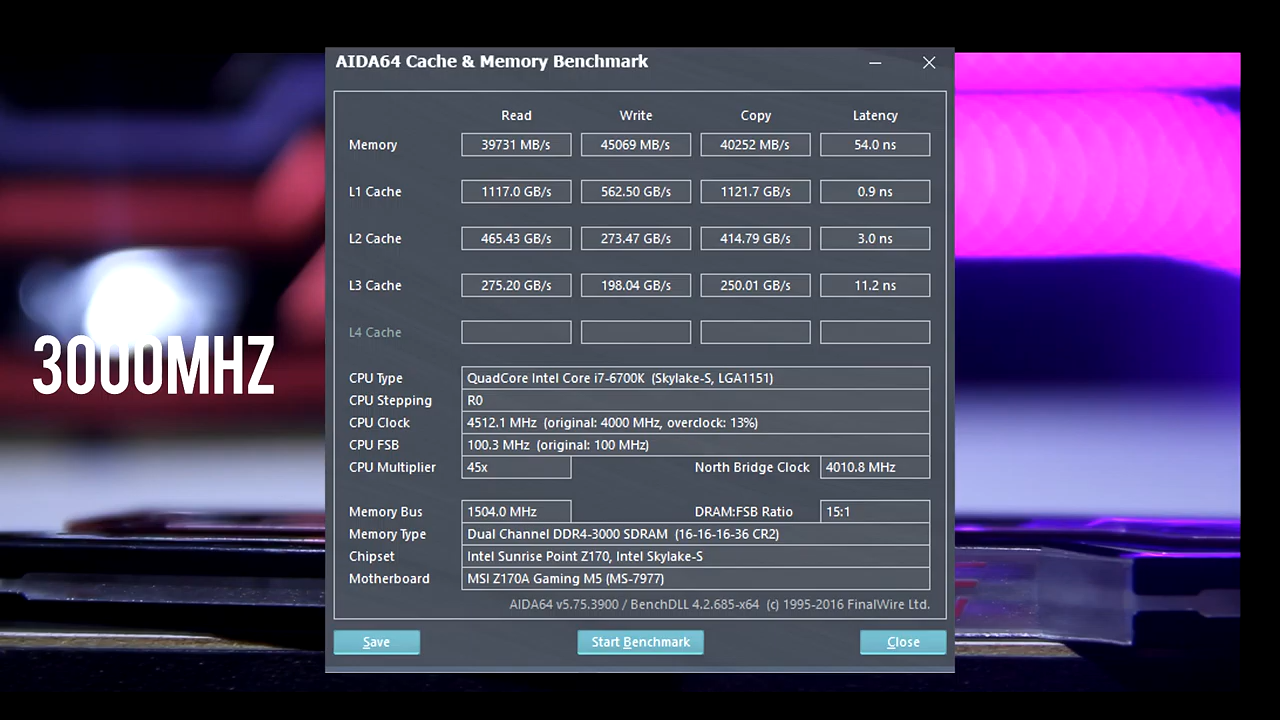 AIDA64 Cache & Memory Benchmark
Read Write Copy Latency
Memory 39731 MB/s 45069 MB/s 40252 MB/s 54.0 ns
L1 Cache 1117.0 GB/s 562.50 GB/s 1121.7 GB/s 0.9 ns
L2 Cache 465.43 GB/s 273.47 GB/s 414.79 GB/s 3.0 ns
L3 Cache 275.20 GB/s 198.04 GB/s 250.01 GB/s 11.2 ns
L4 Cache
3000MHZ
CPU Type QuadCore Intel Core i7-6700K (Skylake-S, LGA1151)
CPU Stepping R0
CPU Clock 4512.1 MHz (original: 4000 MHz, overclock: 13%)
CPU FSB 100.3 MHz (original: 100 MHz)
CPU Multiplier 45x North Bridge Clock 4010.8 MHz
Memory Bus 1504.0 MHz DRAM:FSB Ratio 15:1
Memory Type Dual Channel DDR4-3000 SDRAM (16-16-16-36 CR2)
Chipset Intel Sunrise Point Z170, Intel Skylake-S
Motherboard MSI Z170A Gaming M5 (MS-7977)
AIDA64 v5.75.3900 / BenchDLL 4.2.685-x64 (c) 1995-2016 FinalWire Ltd.
Save Start Benchmark Close